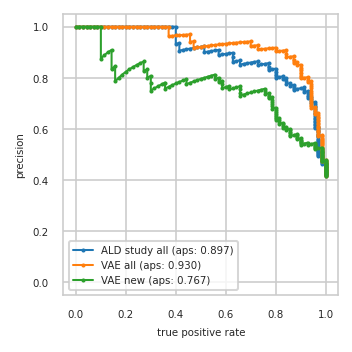 1.0
0.8
0.6
0.4
0.2
0.0
precision
ALD study all (aps: 0.897)
VAE all (aps: 0.930)
VAE new (aps: 0.767)
0.0 0.2 0.4 0.6 0.8 1.0
true positive rate